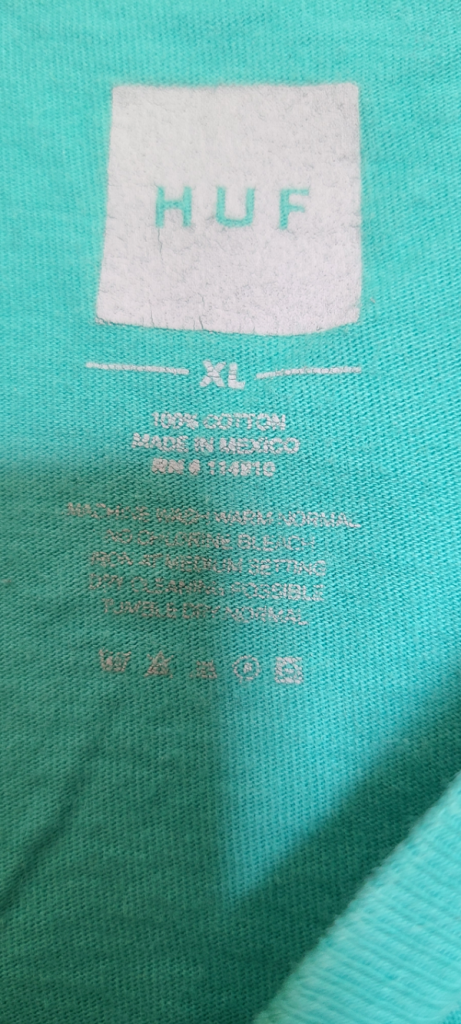 HUF
XL
100% COTTON
MADE IN MEXICO
RN #
MACHINE WASH WARM NORMAL
NO CHLORINE BLEACH
IRON AT MEDIUM SETTING
DRY CLEANING POSSIBLE
TUMBLE DRY NORMAL